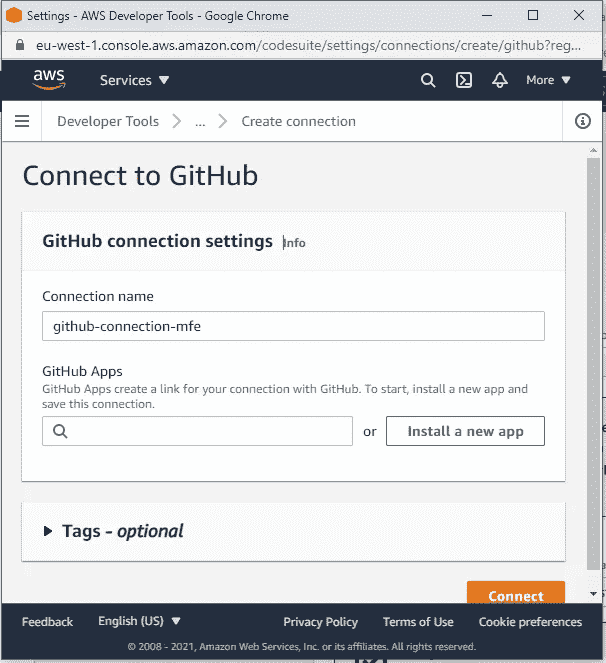 Settings - AWS Developer Tools - Google Chrome
eu-west-1.console.aws.amazon.com/codesuite/settings/connections/create/github?reg...
aws
Services
More
Developer Tools
...
Create connection
Connect to GitHub
GitHub connection settings Info
Connection name
github-connection-mfe
GitHub Apps
GitHub Apps create a link for your connection with GitHub. To start, install a new app and
save this connection.
or Install a new app
Tags - optional
Connect
Feedback English (US) Privacy Policy Terms of Use Cookie preferences
© 2008 - 2021, Amazon Web Services, Inc. or its affiliates. All rights reserved.